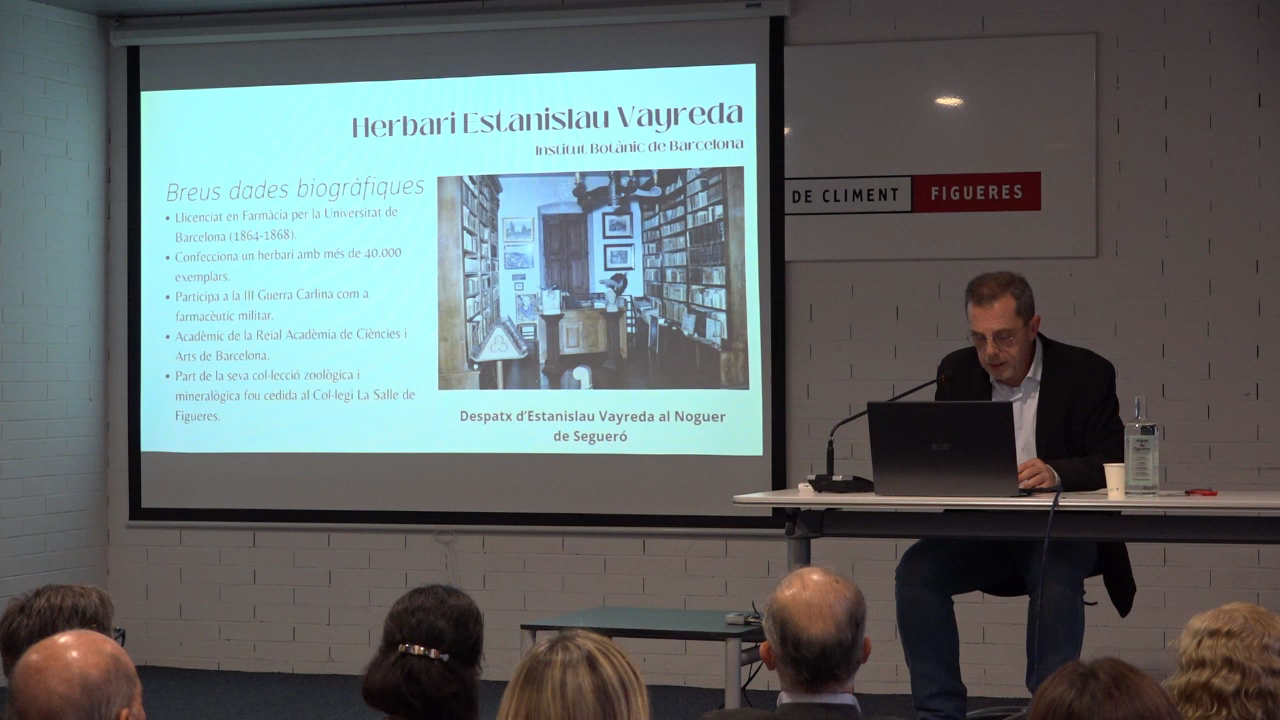 Herbari Estanislau Vayreda
Institut Botànic de Barcelona
Breus dades biogràfiques
• Llicenciat en Farmàcia per la Universitat de
Barcelona (1864-1868).
• Confecciona un herbari amb més de 40.000
exemplars.
• Participa a la III Guerra Carlina com a
farmacèutic militar.
• Acadèmic de la Reial Acadèmia de Ciències i
Arts de Barcelona.
• Part de la seva col·lecció zoològica i
mineralògica fou cedida al Col·legi La Salle de
Figueres.
Despatx d'Estanislau Vayreda al Noguer
de Segueró
DE CLIMENT FIGUERES